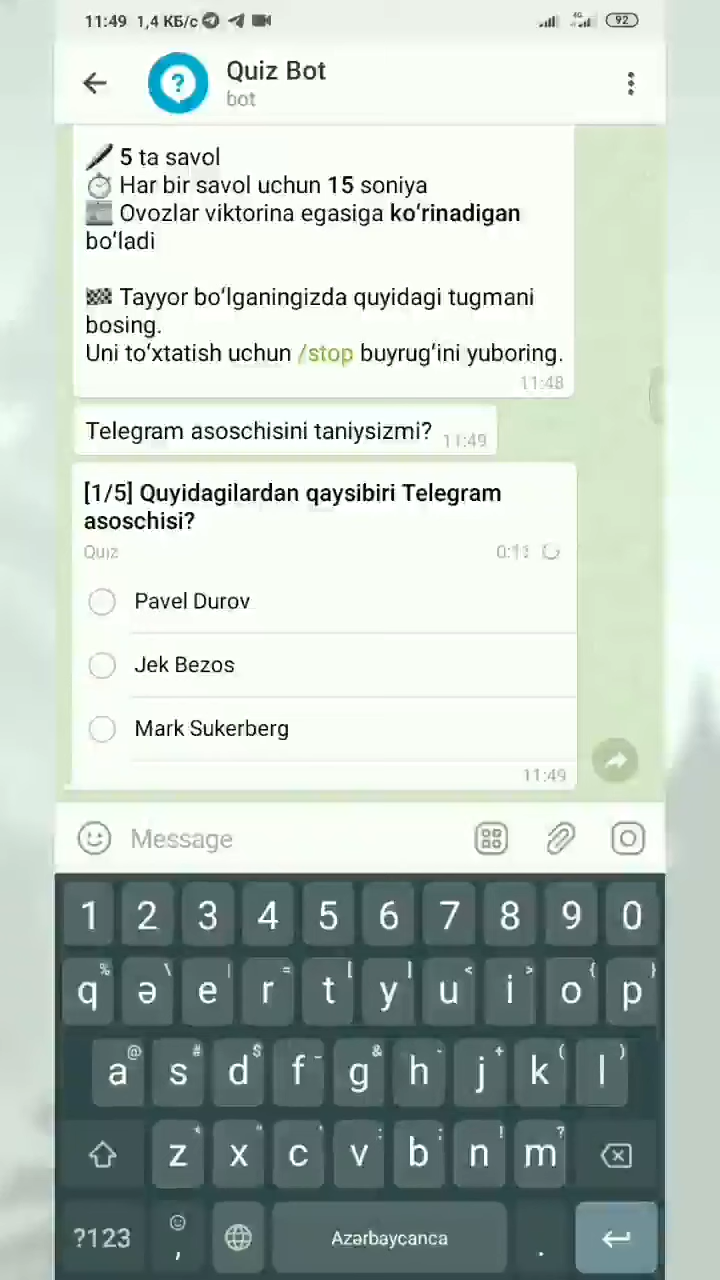 11:49 1,4 КБ/с 4G 92
Quiz Bot
bot
5 ta savol
Har bir savol uchun 15 soniya
Ovozlar viktorina egasiga koʻrinadigan
boʻladi
Tayyor boʻlganingizda quyidagi tugmani
bosing.
Uni toʻxtatish uchun /stop buyrugʻini yuboring.
11:48
Telegram asoschisini taniysizmi? 11:49
[1/5] Quyidagilardan qaysibiri Telegram
asoschisi?
Quiz
Pavel Durov
Jek Bezos
Mark Sukerberg
11:49
Message
1 2 3 4 5 6 7 8 9 0
q ə e r t y u i o p
a s d f g h j k l
z x c v b n m
?123 , Azərbaycanca .